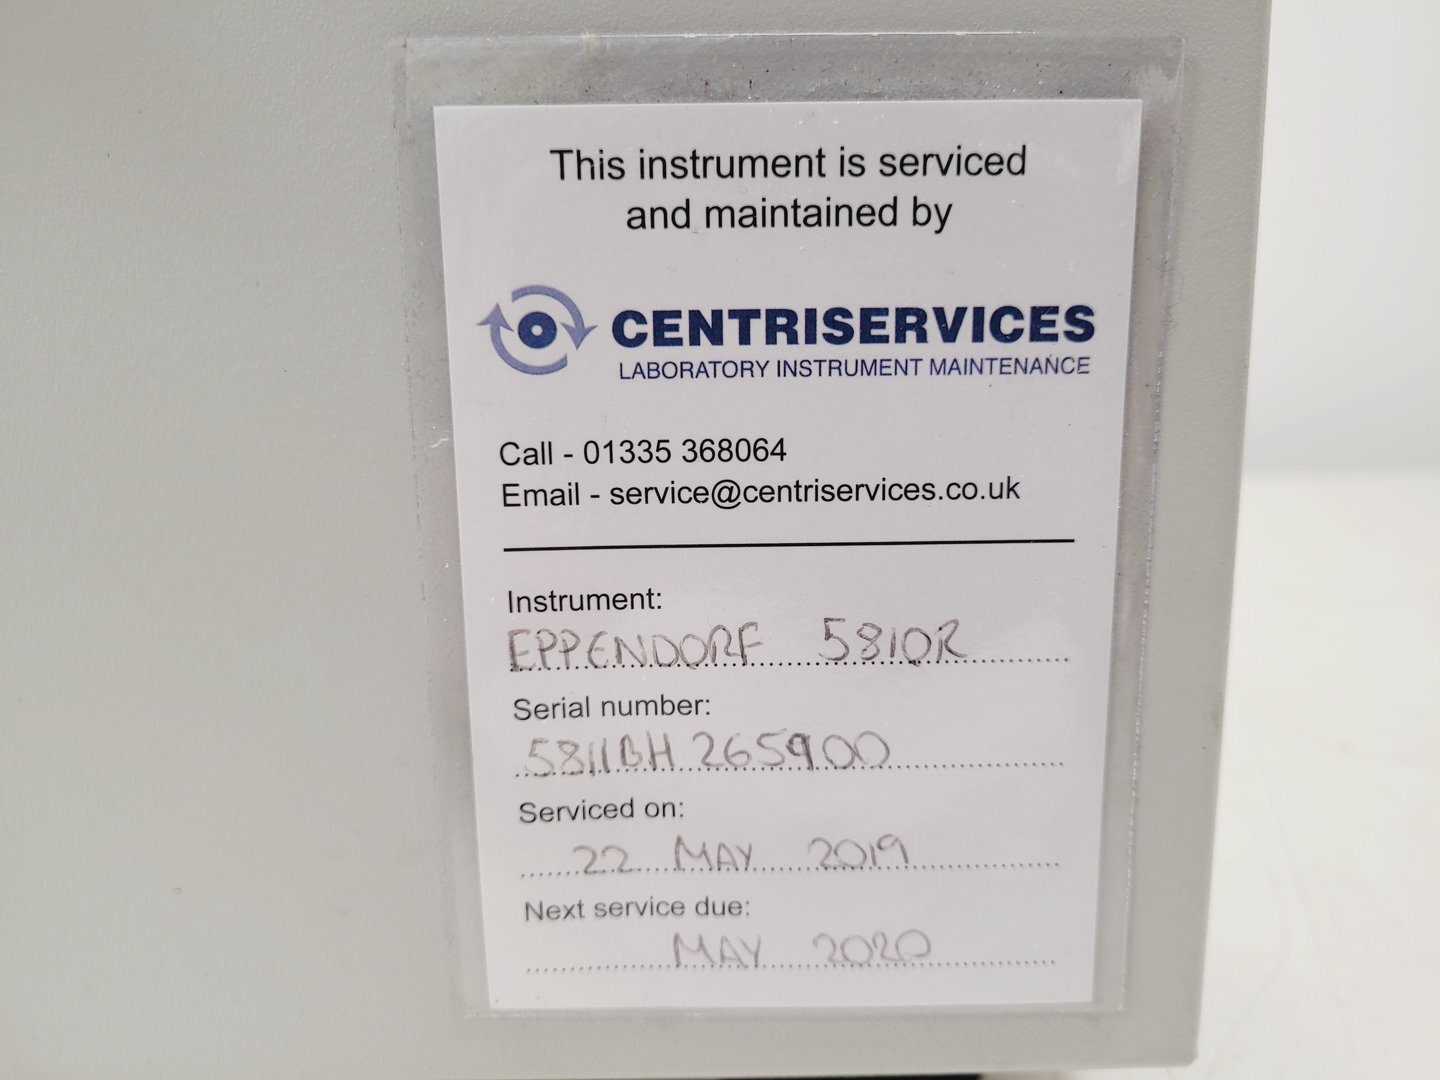 This instrument is serviced
and maintained by
CENTRISERVICES
LABORATORY INSTRUMENT MAINTENANCE
Call - 01335 368064
Email - service@centriservices.co.uk
Instrument:
EPPENDORF 5810R
Serial number:
5811BH265900
Serviced on:
22 MAY 2019
Next service due:
MAY 2020